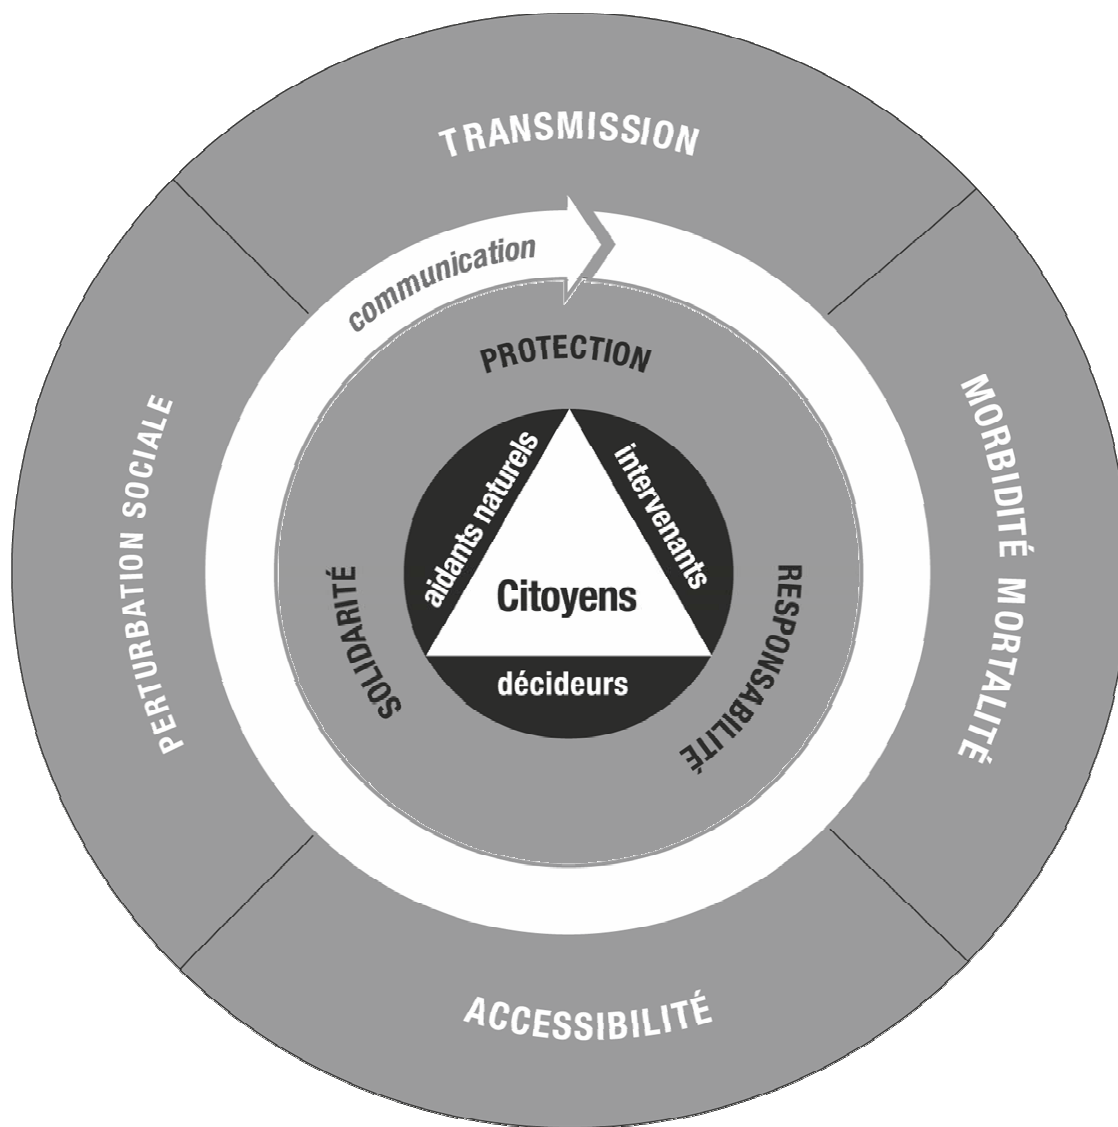 TRANSMISSION
communication
PROTECTION
PERTURBATION SOCIALE
MORBIDITÉ MORTALITÉ
aidants naturels
intervenants
SOLIDARITÉ
Citoyens
RESPONSABILITÉ
décideurs
ACCESSIBILITÉ